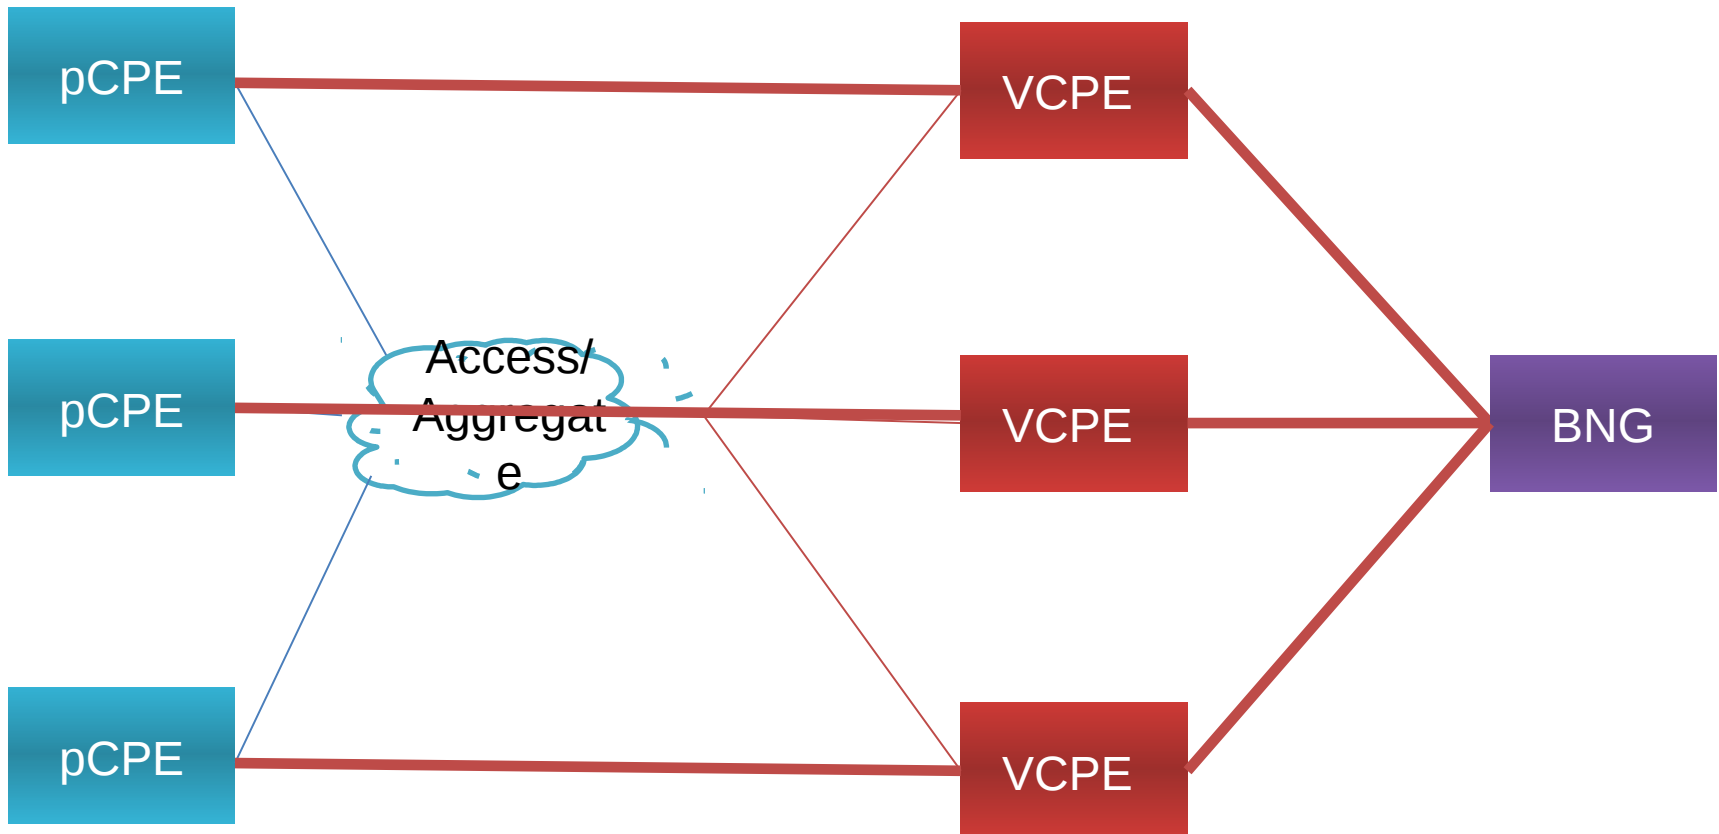 pCPE
VCPE
pCPE
Access/
Aggregat
e
VCPE
BNG
pCPE
VCPE